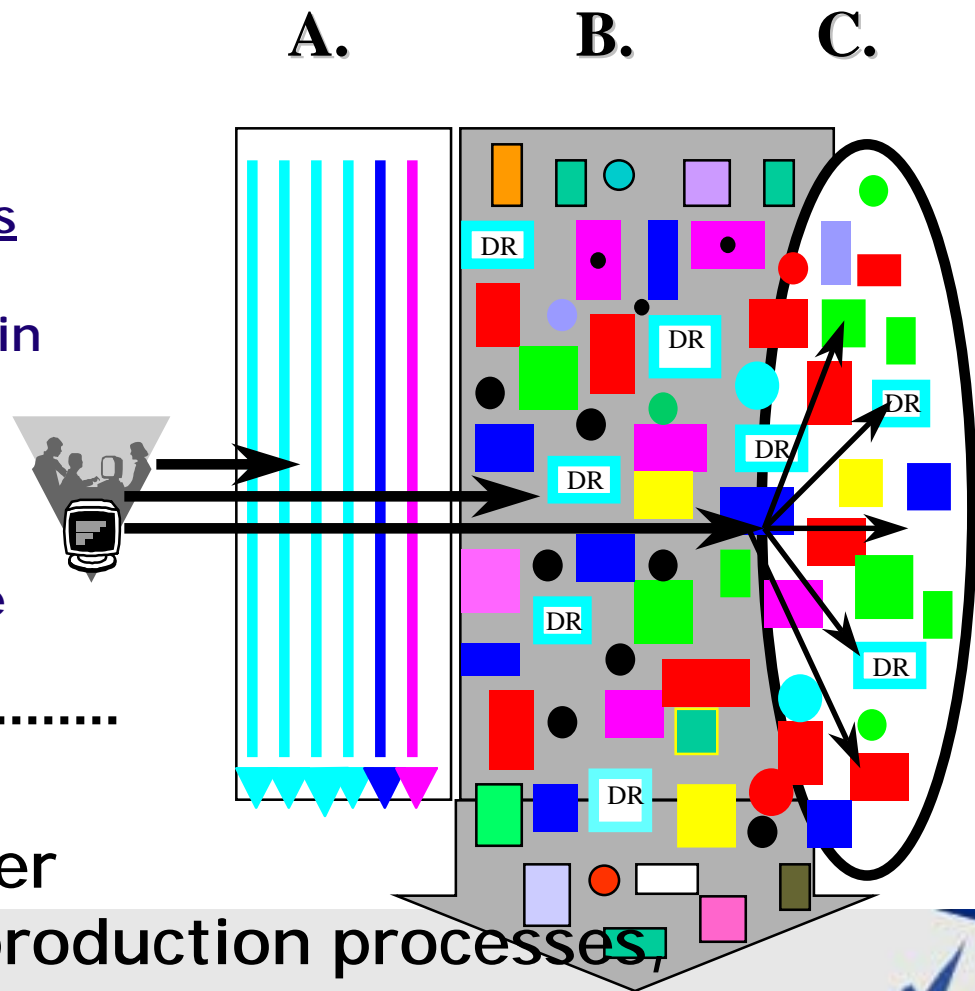 A. B. C.
s
DR
in
DR
DR
DR
DR
DR
e
DR
.........
DR
er
production processes,